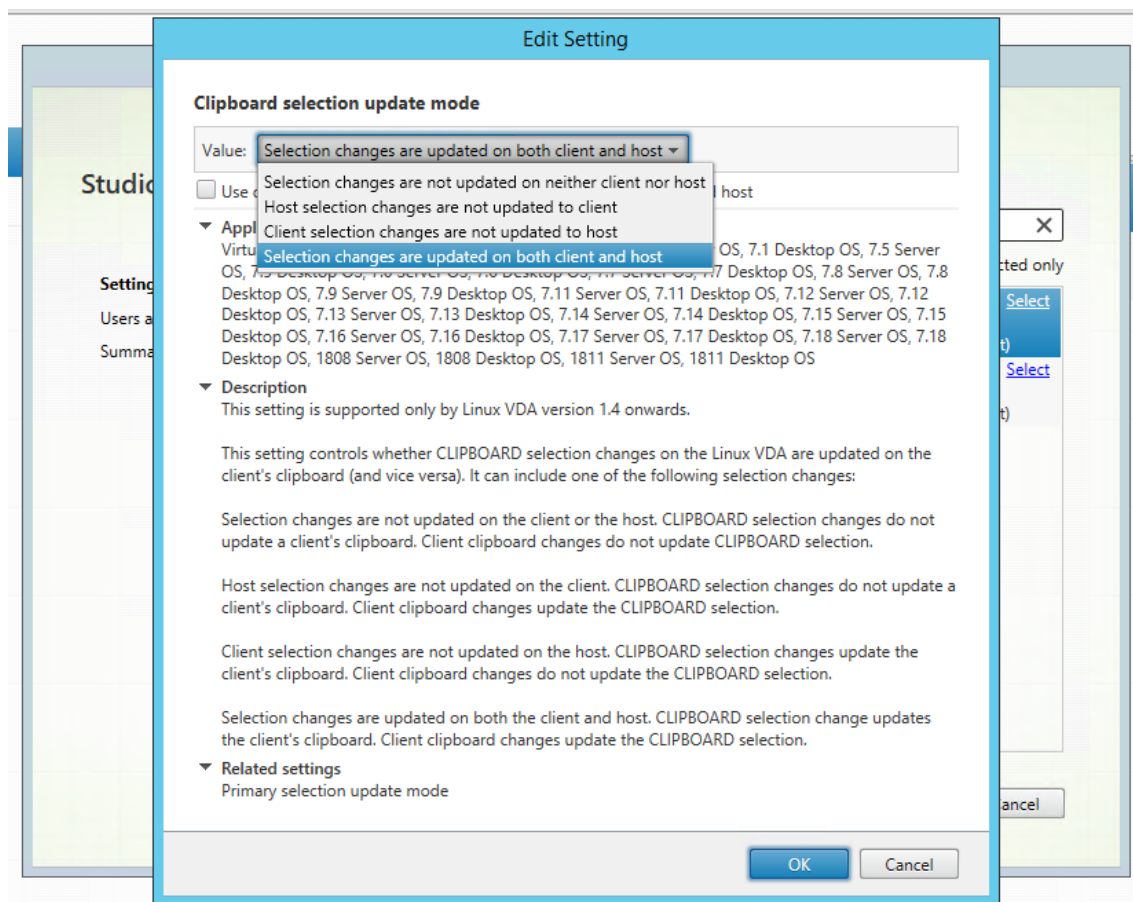 Edit Setting
Clipboard selection update mode
Value: Selection changes are updated on both client and host
Selection changes are not updated on neither client nor host
Use host
Host selection changes are not updated to client
Client selection changes are not updated to host
Selection changes are updated on both client and host
OS, 7.1 Desktop OS, 7.5 Server
OS, 7.7 Desktop OS, 7.8 Server OS, 7.8
Desktop OS, 7.9 Server OS, 7.9 Desktop OS, 7.11 Server OS, 7.11 Desktop OS, 7.12 Server OS, 7.12
Desktop OS, 7.13 Server OS, 7.13 Desktop OS, 7.14 Server OS, 7.14 Desktop OS, 7.15 Server OS, 7.15
Desktop OS, 7.16 Server OS, 7.16 Desktop OS, 7.17 Server OS, 7.17 Desktop OS, 7.18 Server OS, 7.18
Desktop OS, 1808 Server OS, 1808 Desktop OS, 1811 Server OS, 1811 Desktop OS
Description
This setting is supported only by Linux VDA version 1.4 onwards.
This setting controls whether CLIPBOARD selection changes on the Linux VDA are updated on the
client's clipboard (and vice versa). It can include one of the following selection changes:
Selection changes are not updated on the client or the host. CLIPBOARD selection changes do not
update a client's clipboard. Client clipboard changes do not update CLIPBOARD selection.
Host selection changes are not updated on the client. CLIPBOARD selection changes do not update a
client's clipboard. Client clipboard changes update the CLIPBOARD selection.
Client selection changes are not updated on the host. CLIPBOARD selection changes update the
client's clipboard. Client clipboard changes do not update the CLIPBOARD selection.
Selection changes are updated on both the client and host. CLIPBOARD selection change updates
the client's clipboard. Client clipboard changes update the CLIPBOARD selection.
Related settings
Primary selection update mode
OK Cancel
Studio
Setting
Users a
Summa
cted only
Select
t)
Select
t)
ancel